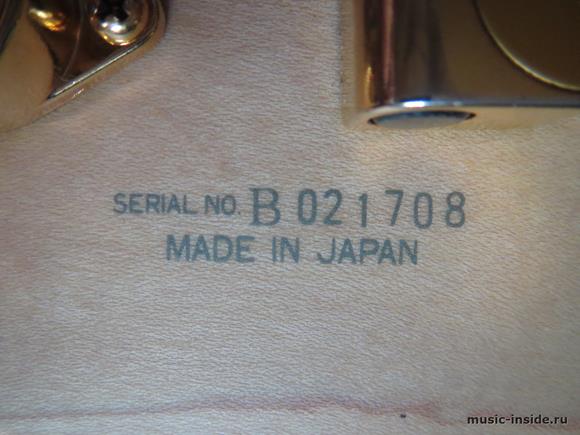 SERIAL NO. B 021708
MADE IN JAPAN
music-inside.ru